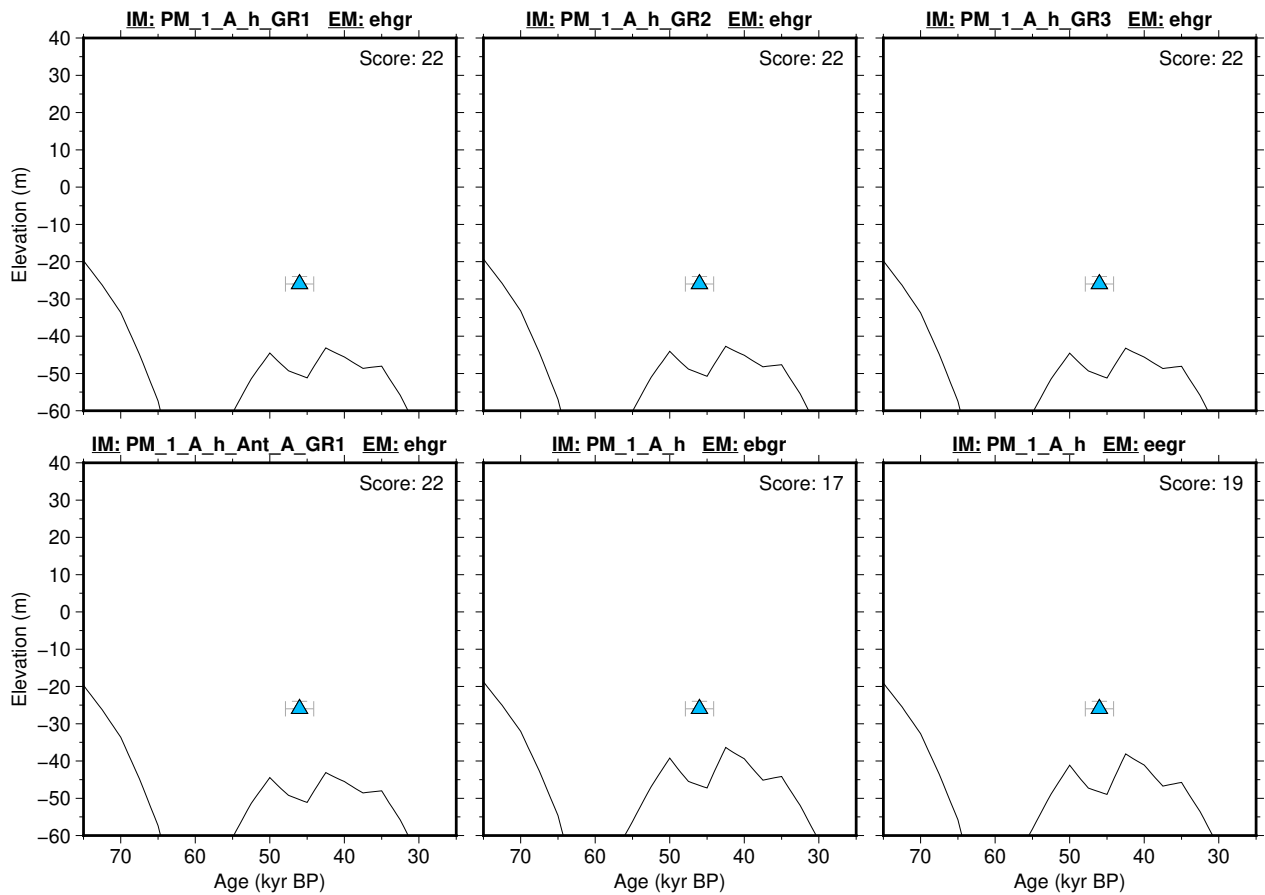 IM: PM_1_A_h_GR1 EM: ehgr
IM: PM_1_A_h_GR2 EM: ehgr
IM: PM_1_A_h_GR3 EM: ehgr
Score: 22
Score: 22
Score: 22
40
30
20
10
0
−10
−20
−30
−40
−50
−60
Elevation (m)
IM: PM_1_A_h_Ant_A_GR1 EM: ehgr
IM: PM_1_A_h EM: ebgr
IM: PM_1_A_h EM: eegr
Score: 22
Score: 17
Score: 19
40
30
20
10
0
−10
−20
−30
−40
−50
−60
Elevation (m)
70 60 50 40 30
70 60 50 40 30
70 60 50 40 30
Age (kyr BP)
Age (kyr BP)
Age (kyr BP)